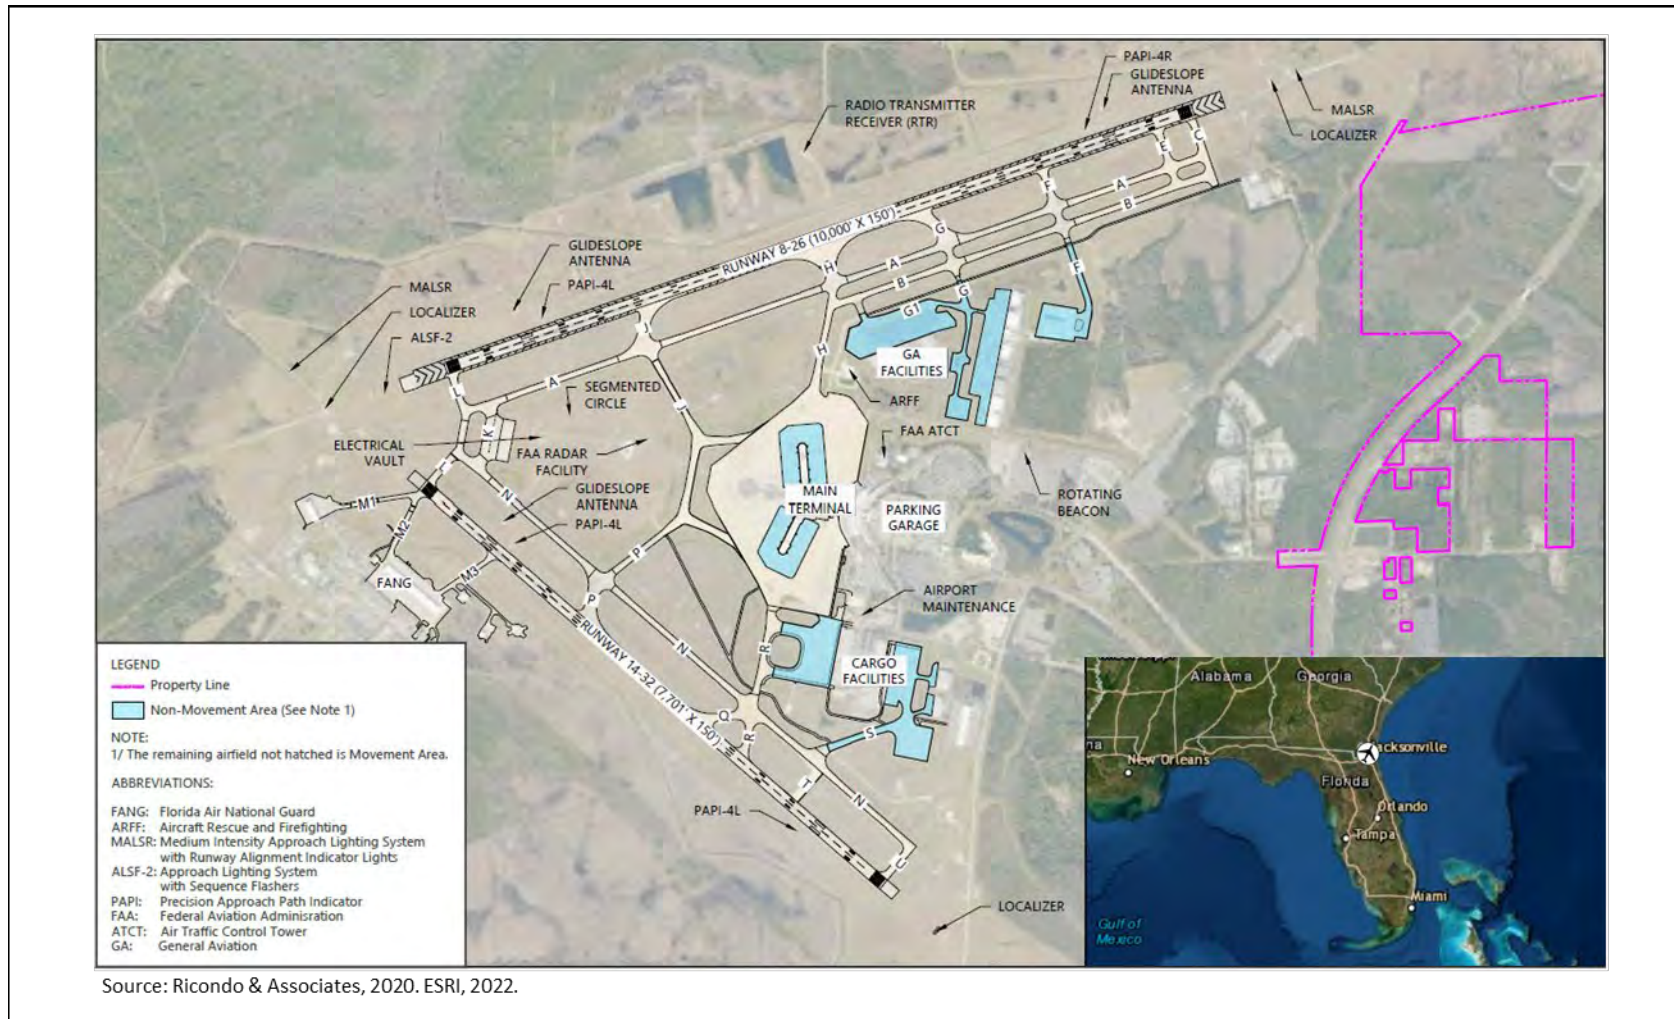 PAPI-4R
GLIDESLOPE
ANTENNA
MALSR
LOCALIZER
RADIO TRANSMITTER
RECEIVER (RTR)
C
E
A
F
B
RUNWAY 8-26 (10,000' X 150')
G
H
A
B
F
G
G1
GLIDESLOPE
ANTENNA
PAPI-4L
MALSR
LOCALIZER
ALSF-2
J
H
GA
FACILITIES
L
A
SEGMENTED
CIRCLE
J
ARFF
K
ELECTRICAL
VAULT
FAA RADAR
FACILITY
FAA ATCT
L
GLIDESLOPE
ANTENNA
PAPI-4L
N
M1
M2
MAIN
TERMINAL
PARKING
GARAGE
ROTATING
BEACON
P
M3
FANG
P
AIRPORT
MAINTENANCE
RUNWAY 14-32 (7,701' X 150')
N
R
CARGO
FACILITIES
Q
R
S
T
N
PAPI-4L
U
LOCALIZER
LEGEND
Property Line
Non-Movement Area (See Note 1)
NOTE:
1/ The remaining airfield not hatched is Movement Area.
ABBREVIATIONS:
FANG: Florida Air National Guard
ARFF: Aircraft Rescue and Firefighting
MALSR: Medium Intensity Approach Lighting System
with Runway Alignment Indicator Lights
ALSF-2: Approach Lighting System
with Sequence Flashers
PAPI: Precision Approach Path Indicator
FAA: Federal Aviation Adminisration
ATCT: Air Traffic Control Tower
GA: General Aviation
Alabama
Georgia
na
New Orleans
acksonville
Florida
Orlando
Tampa
Miami
Gulf of
Mexico
Source: Ricondo & Associates, 2020. ESRI, 2022.